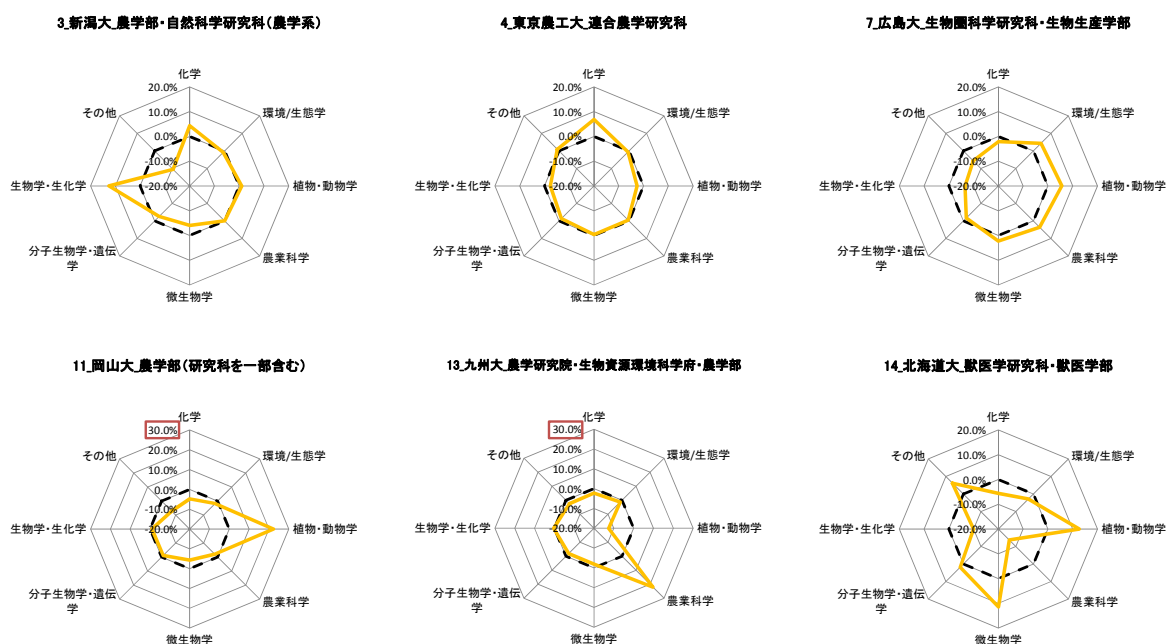 3_新潟大_農学部・自然科学研究科(農学系)
化学
20.0%
10.0%
0.0%
-10.0%
-20.0%
環境/生態学
植物・動物学
農業科学
微生物学
分子生物学・遺伝
学
生物学・生化学
その他
4_東京農工大_連合農学研究科
化学
20.0%
10.0%
0.0%
-10.0%
-20.0%
環境/生態学
植物・動物学
農業科学
微生物学
分子生物学・遺伝
学
生物学・生化学
その他
7_広島大_生物圏科学研究科・生物生産学部
化学
20.0%
10.0%
0.0%
-10.0%
-20.0%
環境/生態学
植物・動物学
農業科学
微生物学
分子生物学・遺伝
学
生物学・生化学
その他
11_岡山大_農学部(研究科を一部含む)
化学
30.0%
20.0%
10.0%
0.0%
-10.0%
-20.0%
環境/生態学
植物・動物学
農業科学
微生物学
分子生物学・遺伝
学
生物学・生化学
その他
13_九州大_農学研究院・生物資源環境科学府・農学部
化学
30.0%
20.0%
10.0%
0.0%
-10.0%
-20.0%
環境/生態学
植物・動物学
農業科学
微生物学
分子生物学・遺伝
学
生物学・生化学
その他
14_北海道大_獣医学研究科・獣医学部
化学
20.0%
10.0%
0.0%
-10.0%
-20.0%
環境/生態学
植物・動物学
農業科学
微生物学
分子生物学・遺伝
学
生物学・生化学
その他